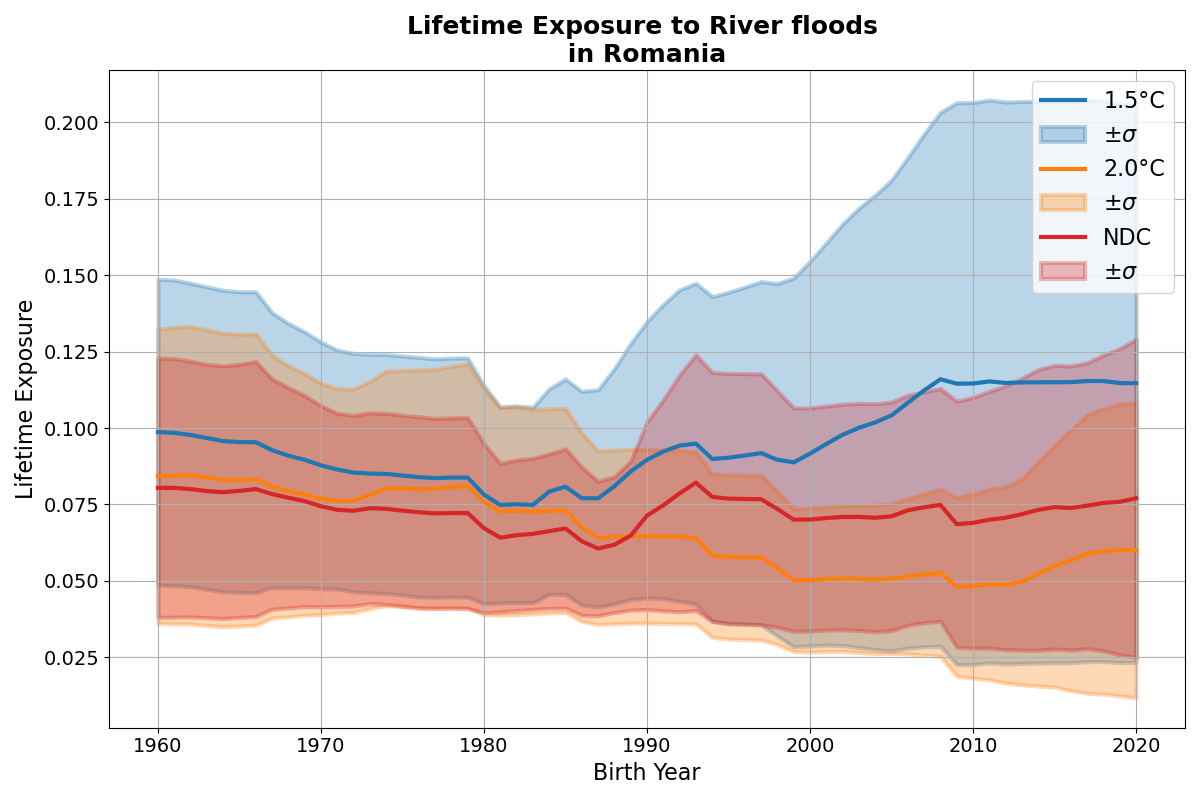 Lifetime Exposure to River floods
in Romania
Lifetime Exposure
0.200
0.175
0.150
0.125
0.100
0.075
0.050
0.025
1960
1970
1980
1990
2000
2010
2020
Birth Year
1.5°C
±σ
2.0°C
±σ
NDC
±σ